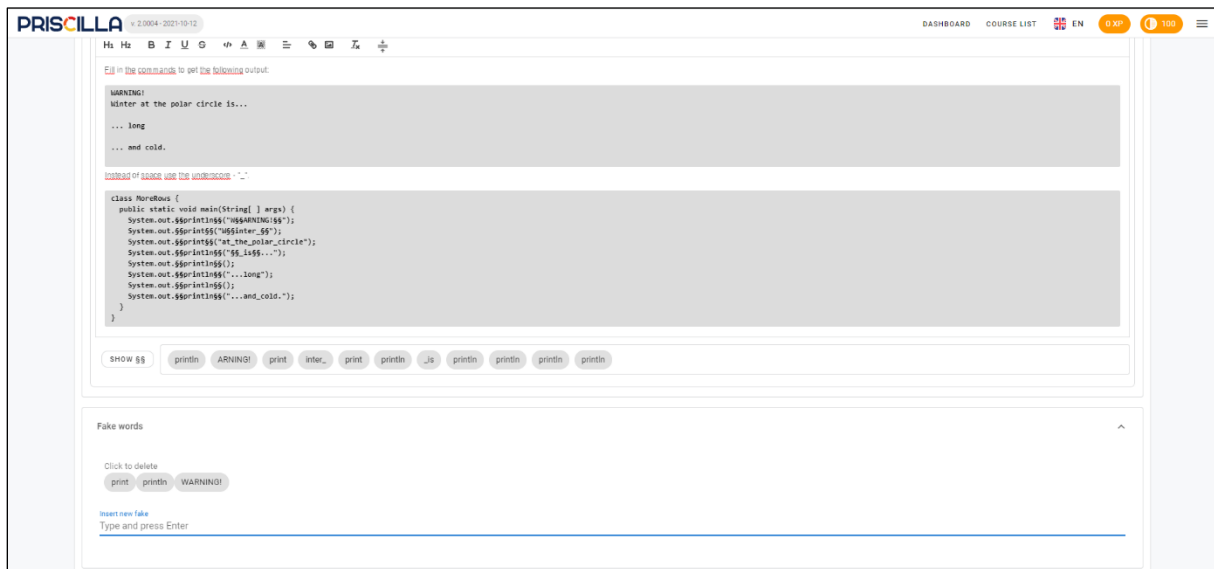 PRISCILLA v. 2.0004 - 2021-10-12 DASHBOARD COURSE LIST EN 0 XP 100
H1 H2 B I U S </> A A Tx
Fill in the commands to get the following output:
WARNING!
Winter at the polar circle is...
... long
... and cold.
Instead of space use the underscore - "_".
class MoreRows {
public static void main(String[ ] args) {
System.out.§§println§§("W§§ARNING!§§");
System.out.§§print§§("W§§inter_§§");
System.out.§§print§§("at_the_polar_circle");
System.out.§§println§§("§§_is§§...");
System.out.§§println§§();
System.out.§§println§§("...long");
System.out.§§println§§();
System.out.§§println§§("...and_cold.");
}
}
SHOW §§ println ARNING! print inter_ print println _is println println println println
Fake words
Click to delete
print println WARNING!
Insert new fake
Type and press Enter